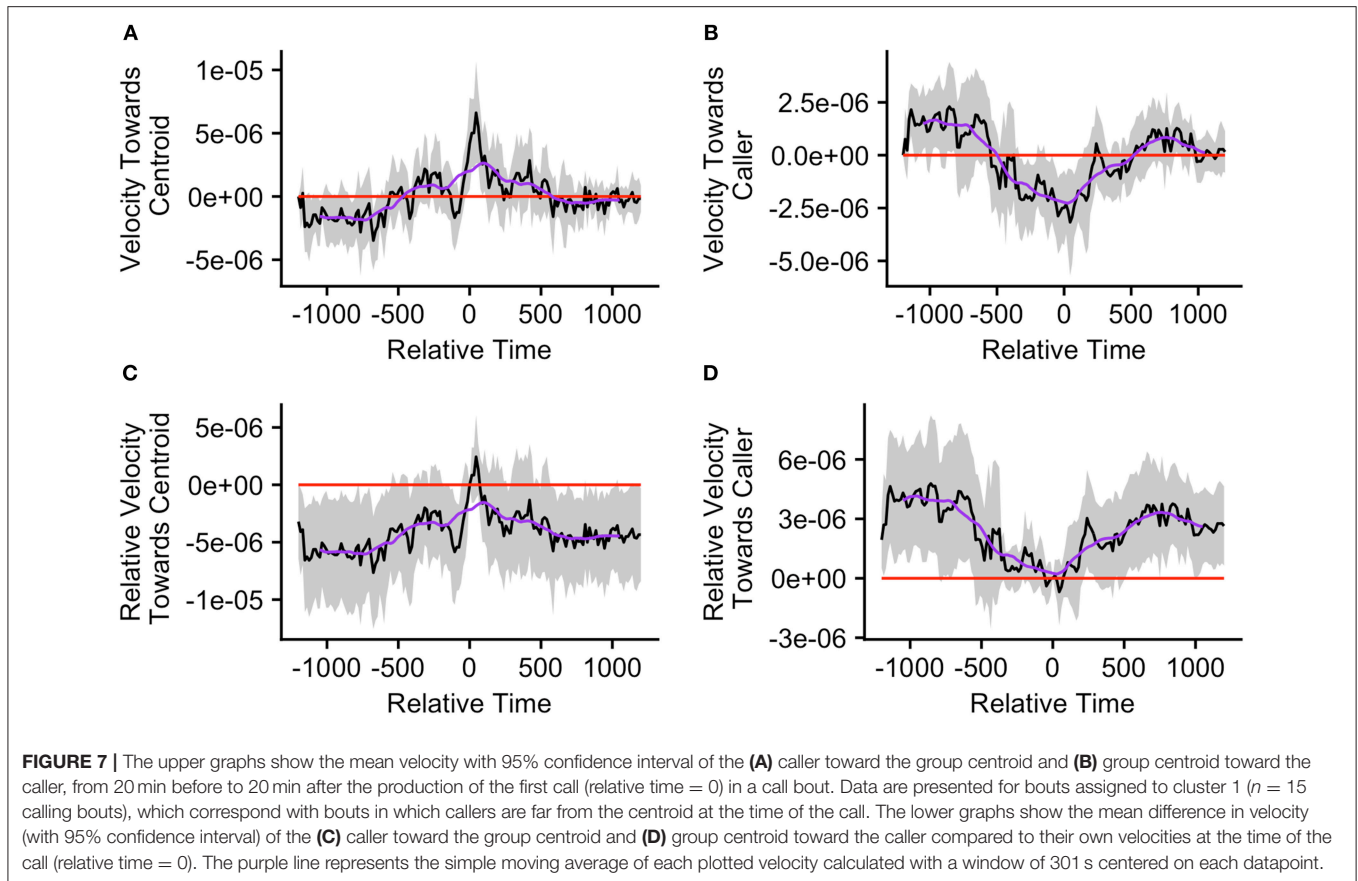 A
Velocity Towards
Centroid
1e-05
5e-06
0e+00
-5e-06
-1000 -500 0 500 1000
Relative Time
B
Velocity Towards
Caller
2.5e-06
0.0e+00
-2.5e-06
-5.0e-06
-1000 -500 0 500 1000
Relative Time
C
Relative Velocity
Towards Centroid
5e-06
0e+00
-5e-06
-1e-05
-1000 -500 0 500 1000
Relative Time
D
Relative Velocity
Towards Caller
6e-06
3e-06
0e+00
-3e-06
-1000 -500 0 500 1000
Relative Time
FIGURE 7 | The upper graphs show the mean velocity with 95% confidence interval of the (A) caller toward the group centroid and (B) group centroid toward the
caller, from 20 min before to 20 min after the production of the first call (relative time = 0) in a call bout. Data are presented for bouts assigned to cluster 1 (n = 15
calling bouts), which correspond with bouts in which callers are far from the centroid at the time of the call. The lower graphs show the mean difference in velocity
(with 95% confidence interval) of the (C) caller toward the group centroid and (D) group centroid toward the caller compared to their own velocities at the time of the
call (relative time = 0). The purple line represents the simple moving average of each plotted velocity calculated with a window of 301 s centered on each datapoint.